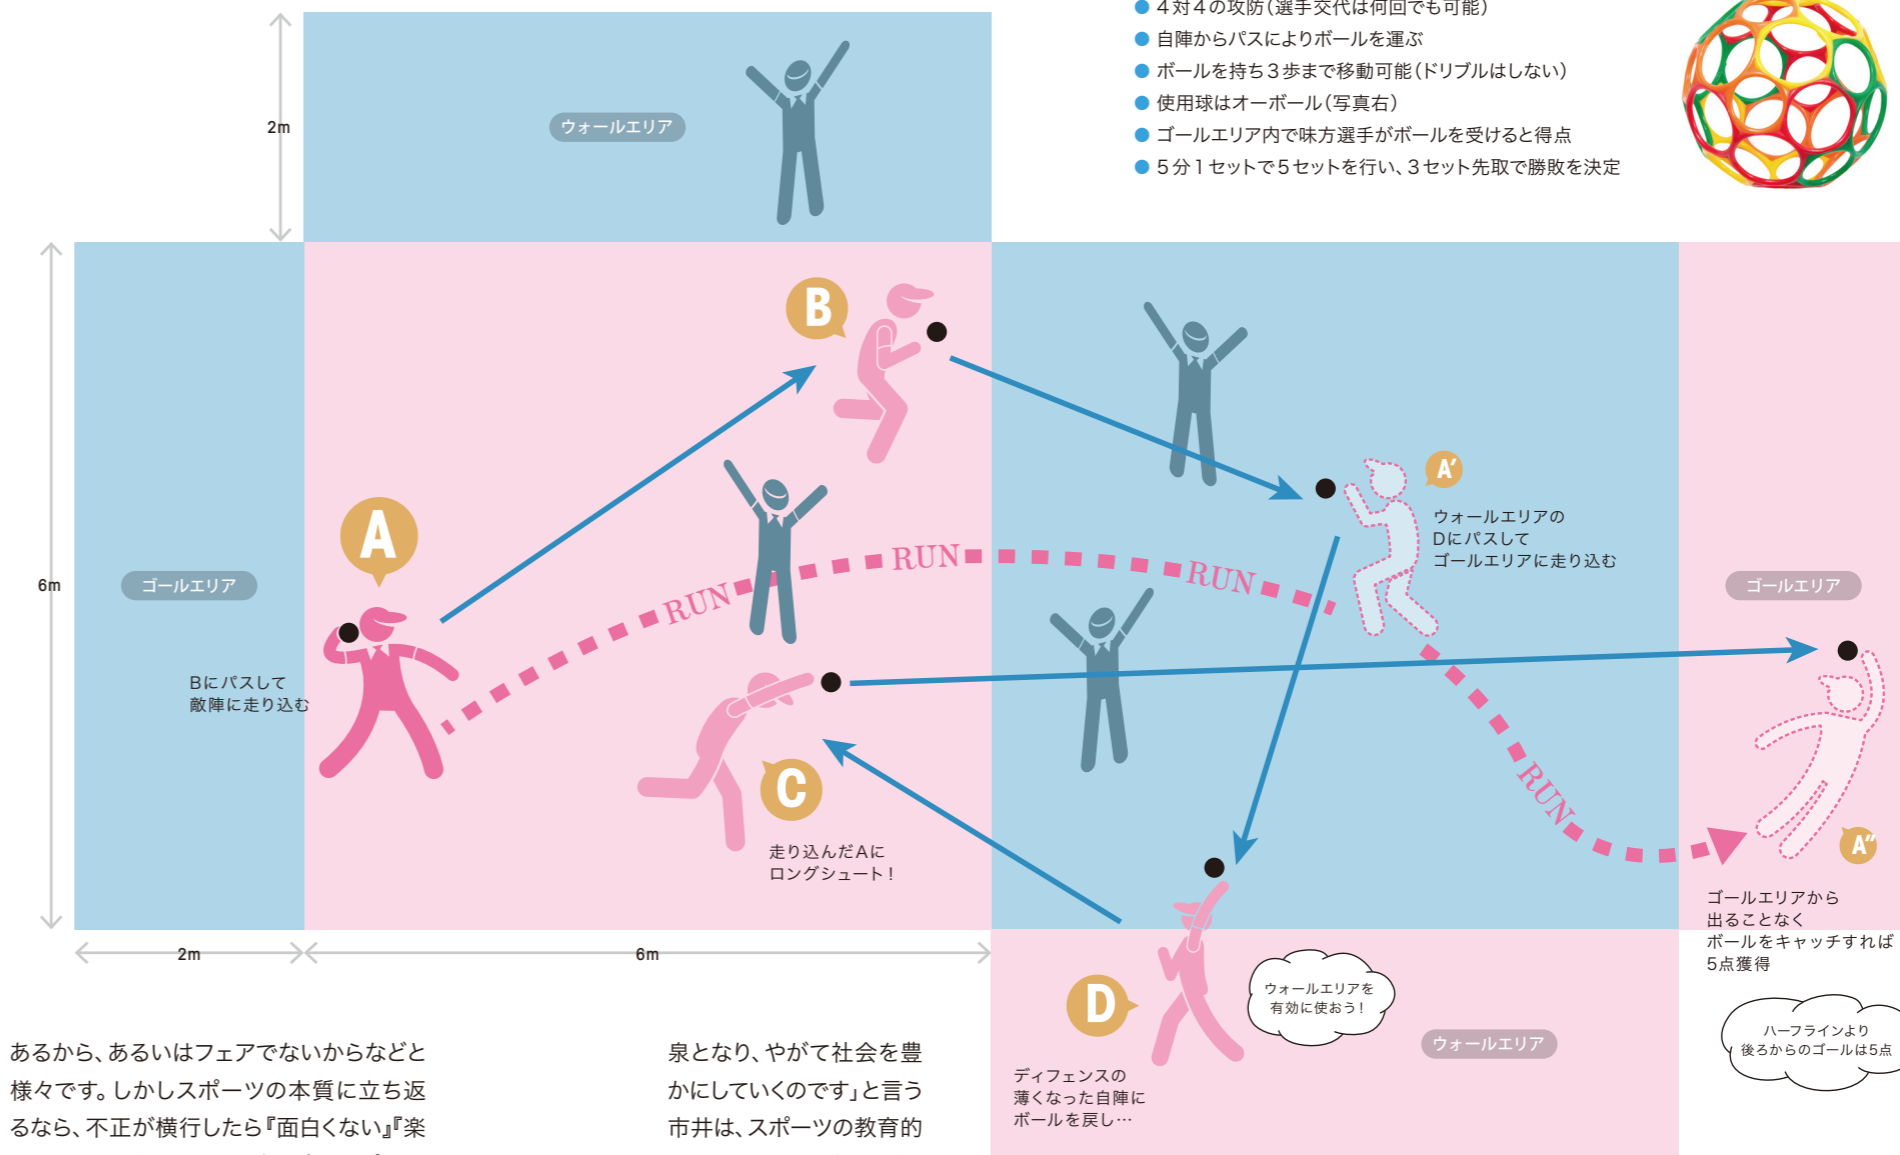 ● 4対4の攻防（選手交代は何回でも可能）
● 自陣からパスによりボールを運ぶ
● ボールを持ち3歩まで移動可能（ドリブルはしない）
● 使用球はオーボール（写真右）
● ゴールエリア内で味方選手がボールを受けると得点
● 5分1セットで5セットを行い、3セット先取で勝敗を決定
2m
ウォールエリア
6m
ゴールエリア
A
Bにパスして
敵陣に走り込む
B
RUN
RUN
RUN
A′
ウォールエリアの
Dにパスして
ゴールエリアに走り込む
ゴールエリア
C
走り込んだAに
ロングシュート！
RUN
A″
ゴールエリアから
出ることなく
ボールをキャッチすれば
5点獲得
2m
6m
D
ウォールエリアを
有効に使おう！
ウォールエリア
ディフェンスの
薄くなった自陣に
ボールを戻し…
ハーフラインより
後ろからのゴールは5点
あるから、あるいはフェアでないからなどと
様々です。しかしスポーツの本質に立ち返
るなら、不正が横行したら『面白くない』『楽
泉となり、やがて社会を豊
かにしていくのです」と言う
市井は、スポーツの教育的